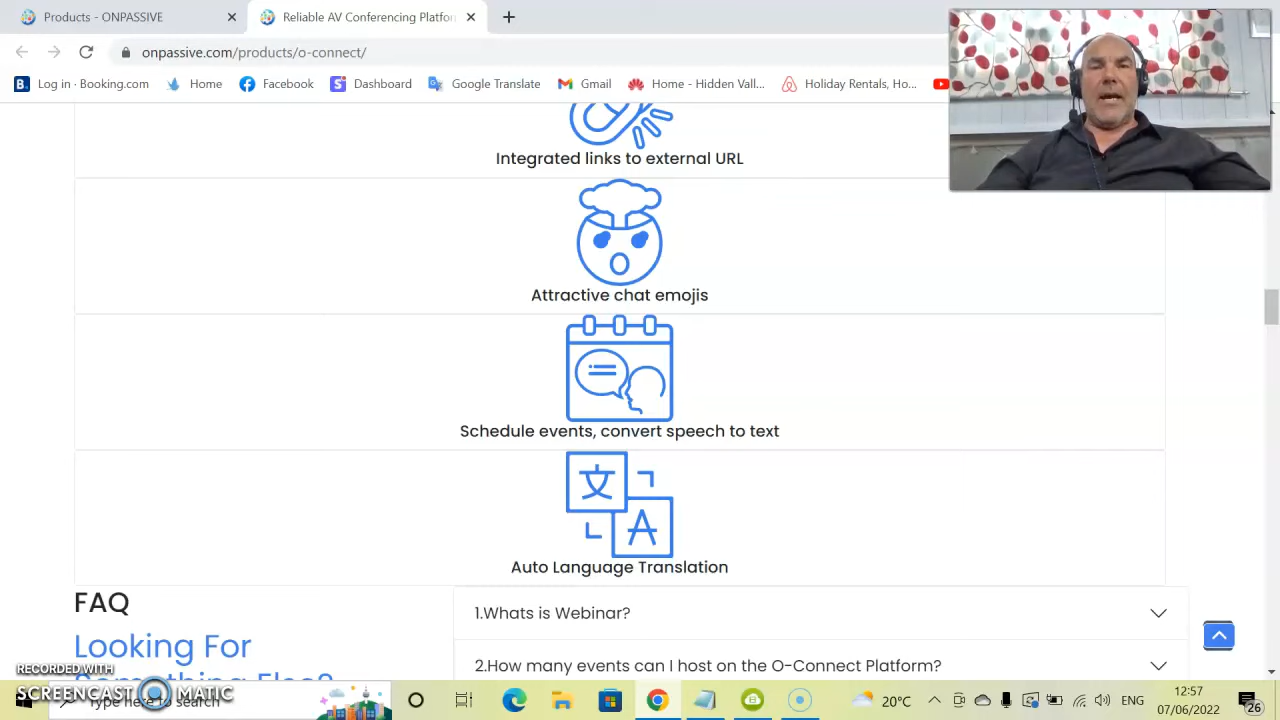 Products - ONPASSIVE
Reliable AV Conferencing Platfor
onpassive.com/products/o-connect/
B. Log in · Booking.com
Home
Facebook
S Dashboard
Google Translate
Gmail
Home - Hidden Vall...
Holiday Rentals, Ho...
Integrated links to external URL
Attractive chat emojis
Schedule events, convert speech to text
文
A
Auto Language Translation
FAQ
Looking For
Something Else?
1.Whats is Webinar?
2.How many events can I host on the O-Connect Platform?
RECORDED WITH
SCREENCAST MATIC
Type here to search
20°C
ENG
12:57
07/06/2022
26